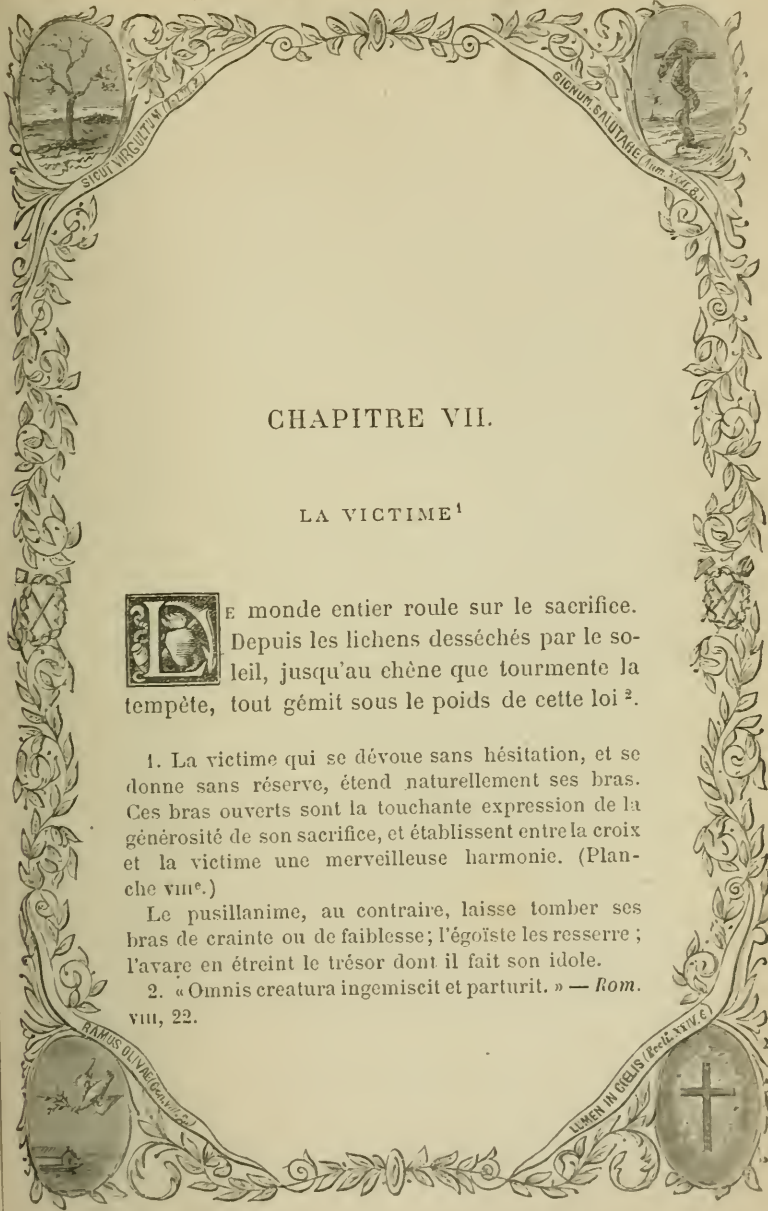 SICUT VIRGULTUM
SIGNUM SALUTARE
CHAPITRE VII.
LA VICTIME¹
LE monde entier roule sur le sacrifice.
Depuis les lichens desséchés par le so-
leil, jusqu'au chêne que tourmente la
tempête, tout gémit sous le poids de cette loi ².
1. La victime qui se dévoue sans hésitation, et se
donne sans réserve, étend naturellement ses bras.
Ces bras ouverts sont la touchante expression de la
générosité de son sacrifice, et établissent entre la croix
et la victime une merveilleuse harmonie. (Plan-
che VIIIᵉ.)
Le pusillanime, au contraire, laisse tomber ses
bras de crainte ou de faiblesse; l'égoïste les resserre;
l'avare en étreint le trésor dont il fait son idole.
2. « Omnis creatura ingemiscit et parturit. » — Rom.
VIII, 22.
RAMUS OLIVAE
LUMEN IN CŒLIS (Eccli. XXIV. 6)